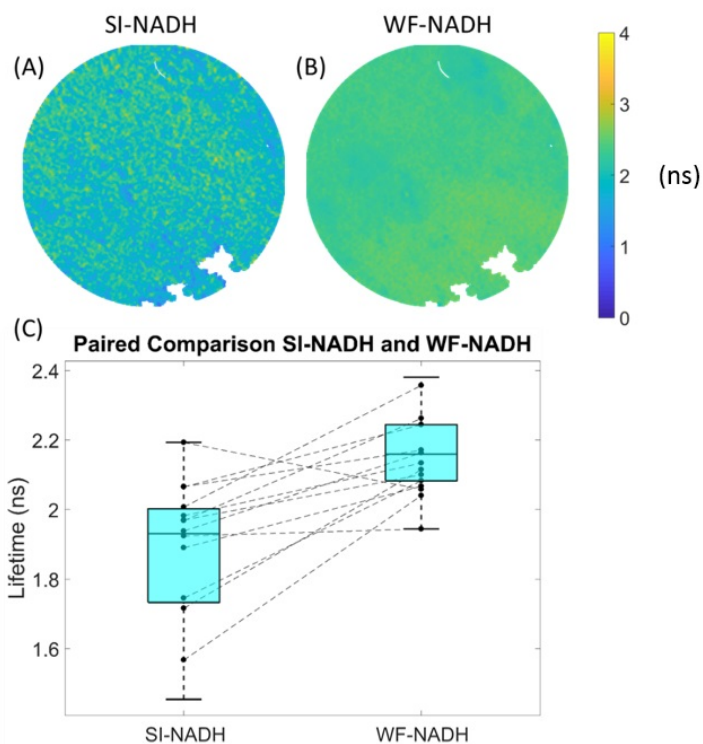 SI-NADH
WF-NADH
(A)
(B)
4
3
2
1
0
(ns)
(C)
Paired Comparison SI-NADH and WF-NADH
2.4
2.2
2
1.8
1.6
Lifetime (ns)
SI-NADH
WF-NADH